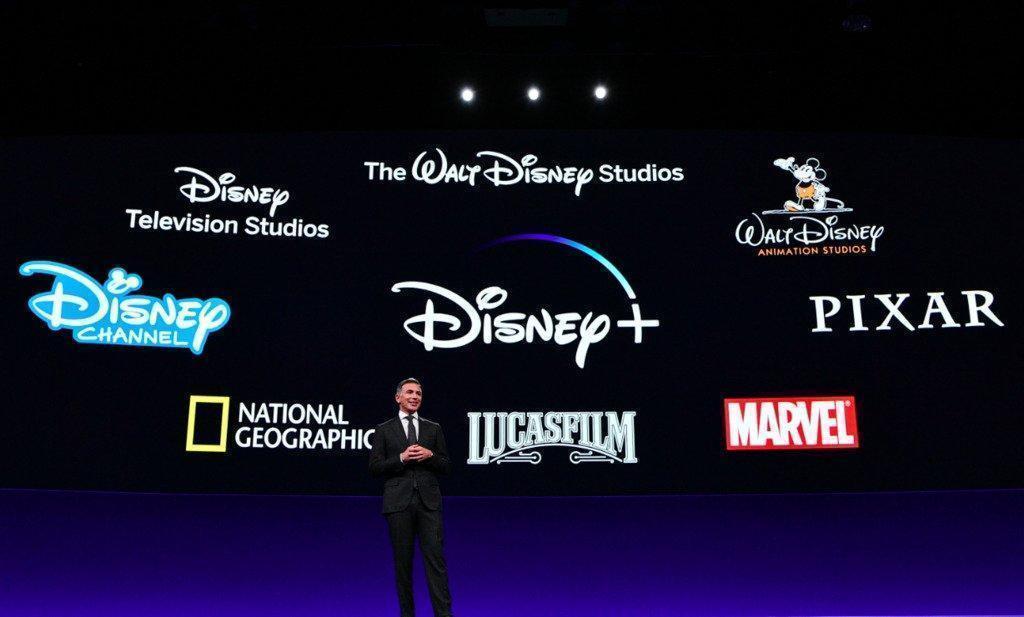 The WALT DISNEY Studios
DISNEY
Television Studios
WALT DISNEY
ANIMATION STUDIOS
DISNEY
CHANNEL
DISNEY+
PIXAR
NATIONAL
GEOGRAPHIC
LUCASFILM
MARVEL